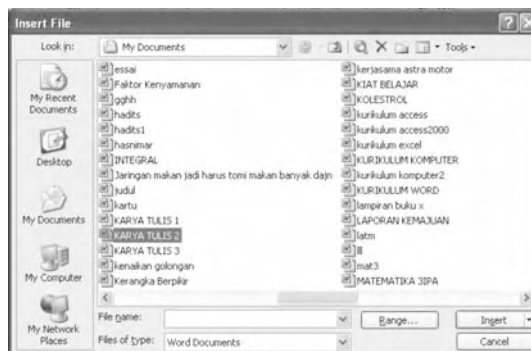 Insert File
Look in:
My Documents
Tools
My Recent
Documents
Desktop
My Documents
My Computer
My Network
Places
essai
Faktor Kenyamanan
gghh
hadits
hadits1
hasnimar
INTEGRAL
Jaringan makan jadi harus tomi makan banyak dajn
judul
kartu
KARYA TULIS 1
KARYA TULIS 2
KARYA TULIS 3
kenaikan golongan
Kerangka Berpikir
kerjasama astra motor
KIAT BELAJAR
KOLESTROL
kurikulum access
kurikulum access2000
kurikulum excel
KURIKULUM KOMPUTER
kurikulum komputer2
KURIKULUM WORD
lampiran buku x
LAPORAN KEMAJUAN
latm
lll
mat3
MATEMATIKA 3IPA
File name:
Range...
Insert
Files of type:
Word Documents
Cancel